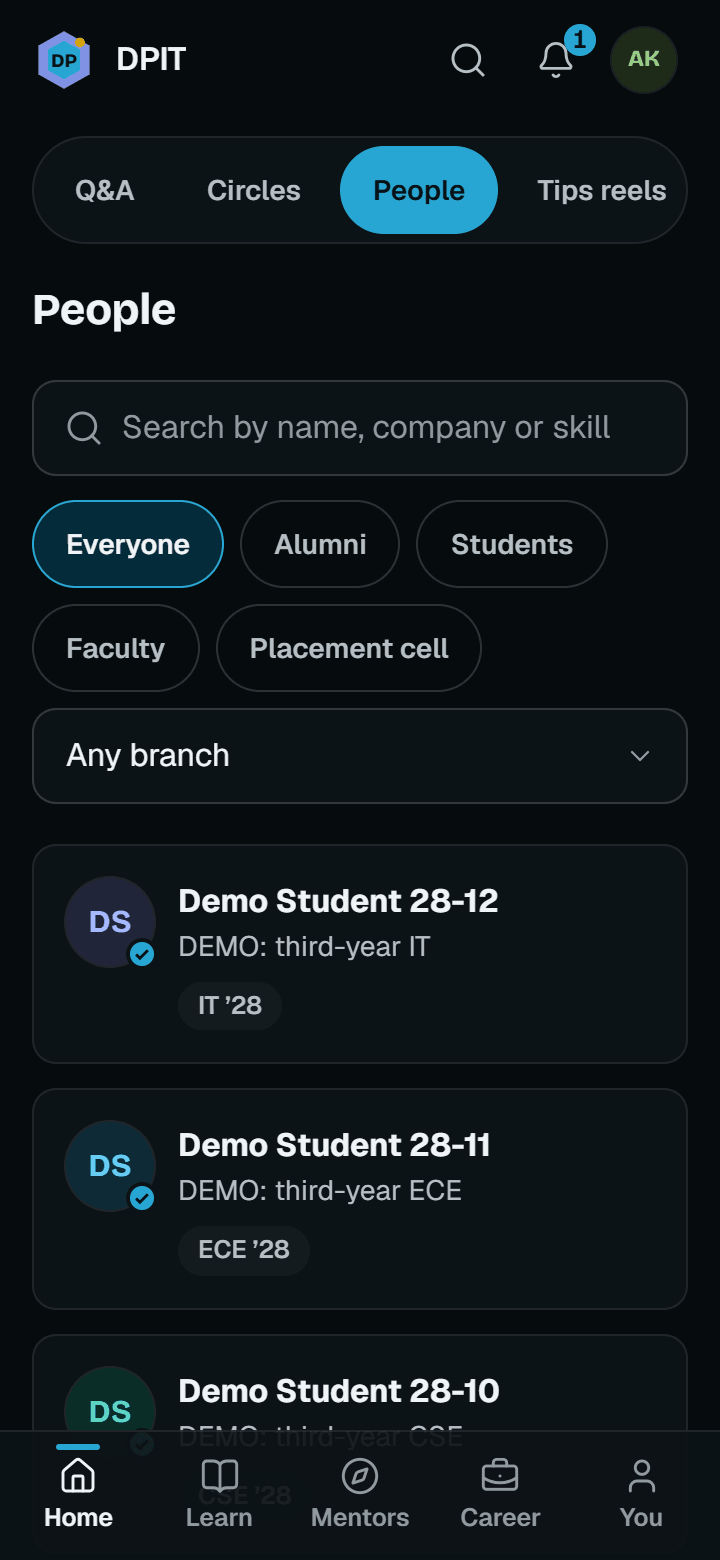 DP DPIT 1 AK
Q&A Circles People Tips reels
People
Search by name, company or skill
Everyone Alumni Students
Faculty Placement cell
Any branch
DS Demo Student 28-12
DEMO: third-year IT
IT ’28
DS Demo Student 28-11
DEMO: third-year ECE
ECE ’28
DS Demo Student 28-10
DEMO: third-year CSE
CSE ’28
Home Learn Mentors Career You